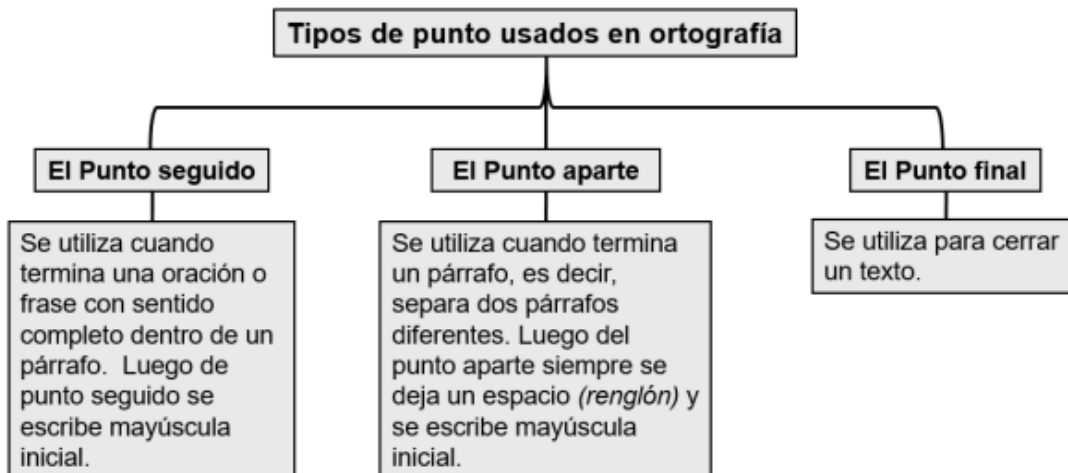 Tipos de punto usados en ortografía
El Punto seguido
Se utiliza cuando
termina una oración o
frase con sentido
completo dentro de un
párrafo. Luego de
punto seguido se
escribe mayúscula
inicial.
El Punto aparte
Se utiliza cuando termina
un párrafo, es decir,
separa dos párrafos
diferentes. Luego del
punto aparte siempre se
deja un espacio (renglón) y
se escribe mayúscula
inicial.
El Punto final
Se utiliza para cerrar
un texto.